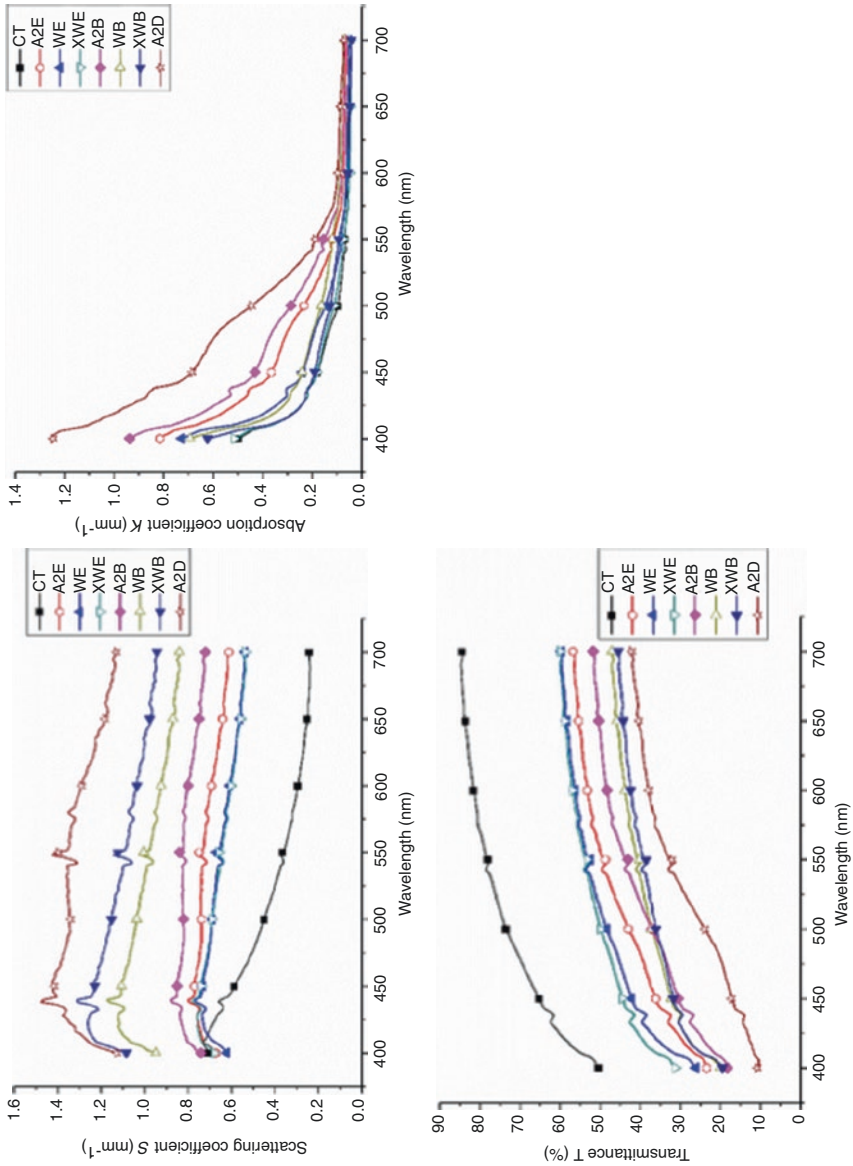 Scattering coefficient S (mm-1)
1.6
1.4
1.2
1.0
0.8
0.6
0.4
0.2
400
450
500
550
600
650
700
Wavelength (nm)
CT
A2E
WE
XWE
A2B
WB
XWB
A2D
Absorption coefficient K (mm-1)
1.4
1.2
1.0
0.8
0.6
0.4
0.2
0.0
400
450
500
550
600
650
700
Wavelength (nm)
CT
A2E
WE
XWE
A2B
WB
XWB
A2D
Transmittance T (%)
90
80
70
60
50
40
30
20
10
0
400
450
500
550
600
650
700
Wavelength (nm)
CT
A2E
WE
XWE
A2B
WB
XWB
A2D